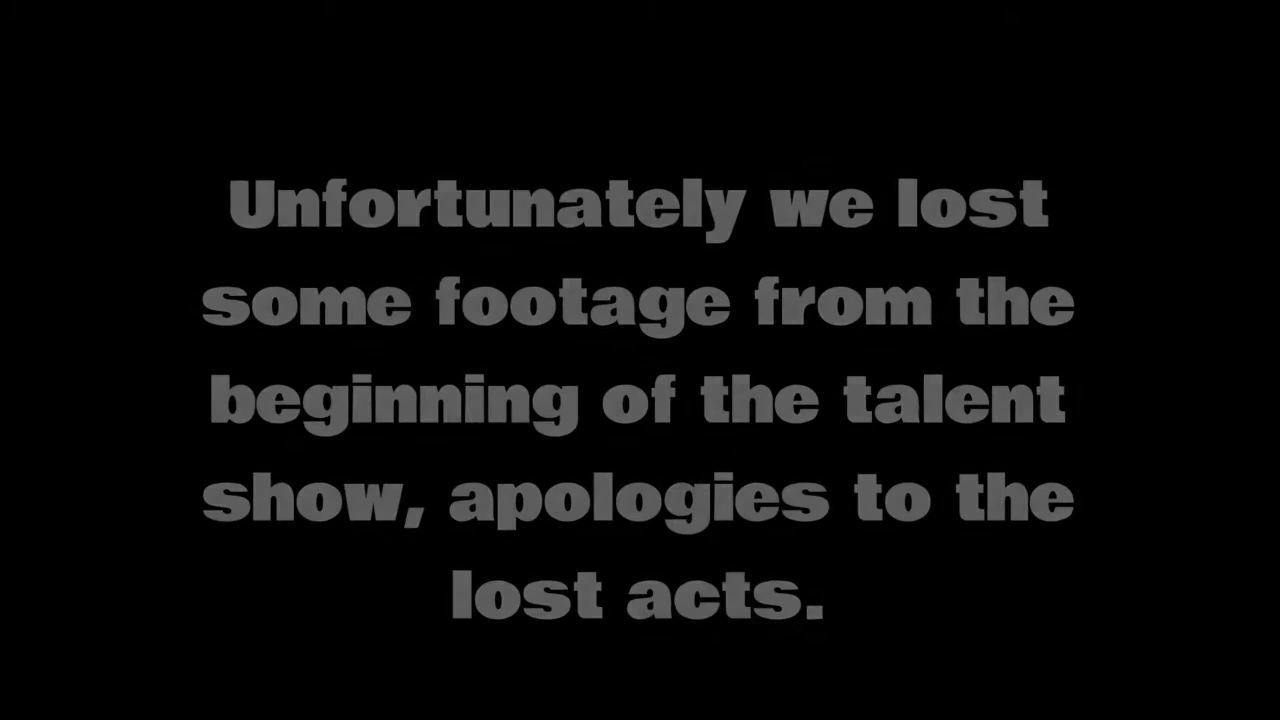 Unfortunately we lost
some footage from the
beginning of the talent
show, apologies to the
lost acts.